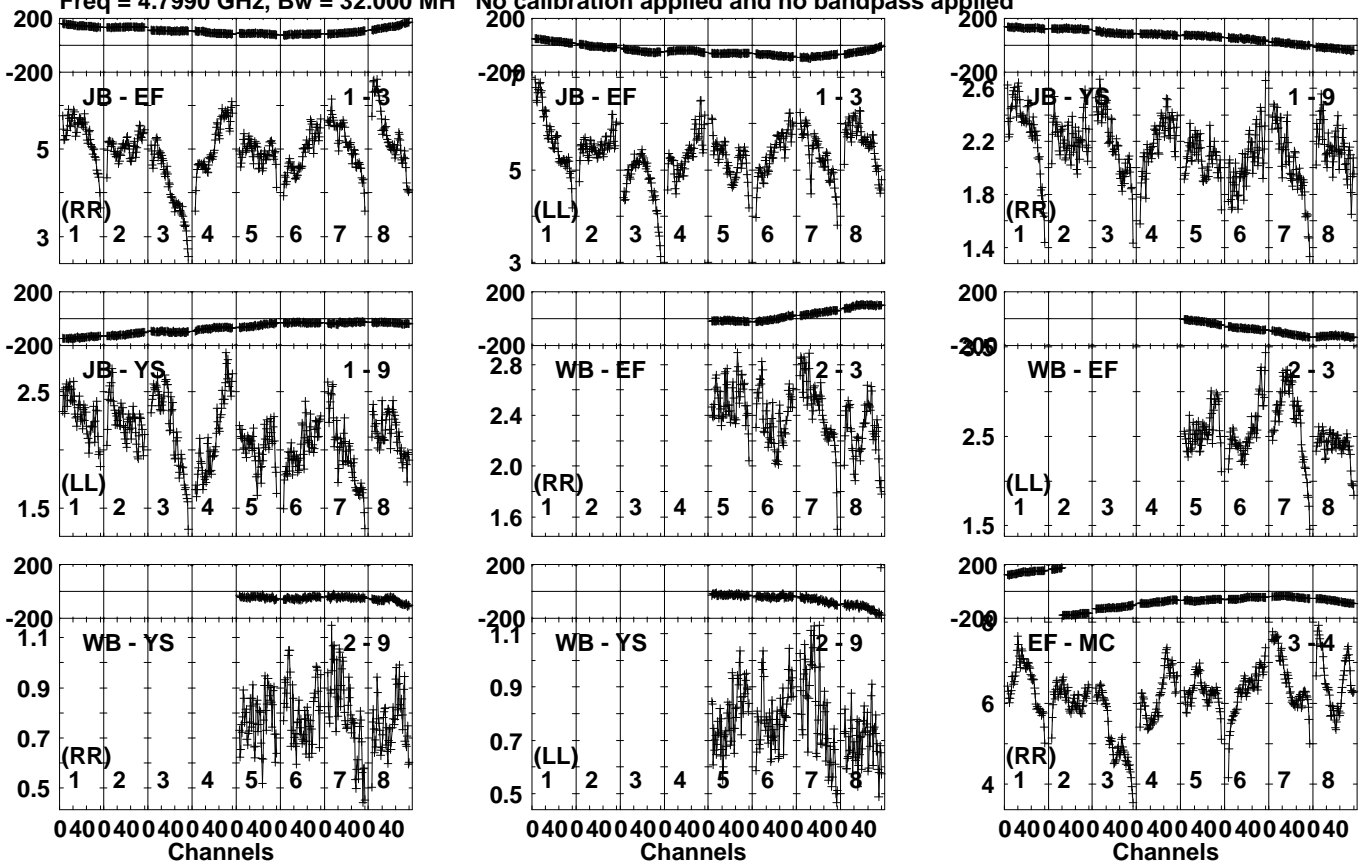 Freq = 4.7990 GHz, Bw = 32.000 MH No calibration applied and no bandpass applied
200 200 200
-200 -200 -200
7 2.6
JB - EF 1 - 3 JB - EF 1 - 3 JB - YS 1 - 9
5 5 2.2
1.8
(RR) (LL) (RR)
3 1 2 3 4 5 6 7 8 1 2 3 4 5 6 7 8 1.4 1 2 3 4 5 6 7 8
3
200 200 200
-200 -200 -200
2.8 3.5
JB - YS 1 - 9 WB - EF 2 - 3 WB - EF 2 - 3
2.5 2.4 2.5
2.0
(LL) (RR) (LL)
1.5 1 2 3 4 5 6 7 8 1.6 1 2 3 4 5 6 7 8 1.5 1 2 3 4 5 6 7 8
200 200 200
-200 -200 -200
1.1 1.1 8
WB - YS 2 - 9 WB - YS 2 - 9 EF - MC 3 - 4
0.9 0.9 6
0.7 0.7
(RR) (LL) (RR)
0.5 1 2 3 4 5 6 7 8 0.5 1 2 3 4 5 6 7 8 4 1 2 3 4 5 6 7 8
0 40 0 40 0 40 0 40 0 40 0 40 0 40 0 40 0 40 0 40 0 40 0 40 0 40 0 40 0 40 0 40 0 40 0 40 0 40 0 40 0 40 0 40 0 40 0 40
Channels Channels Channels